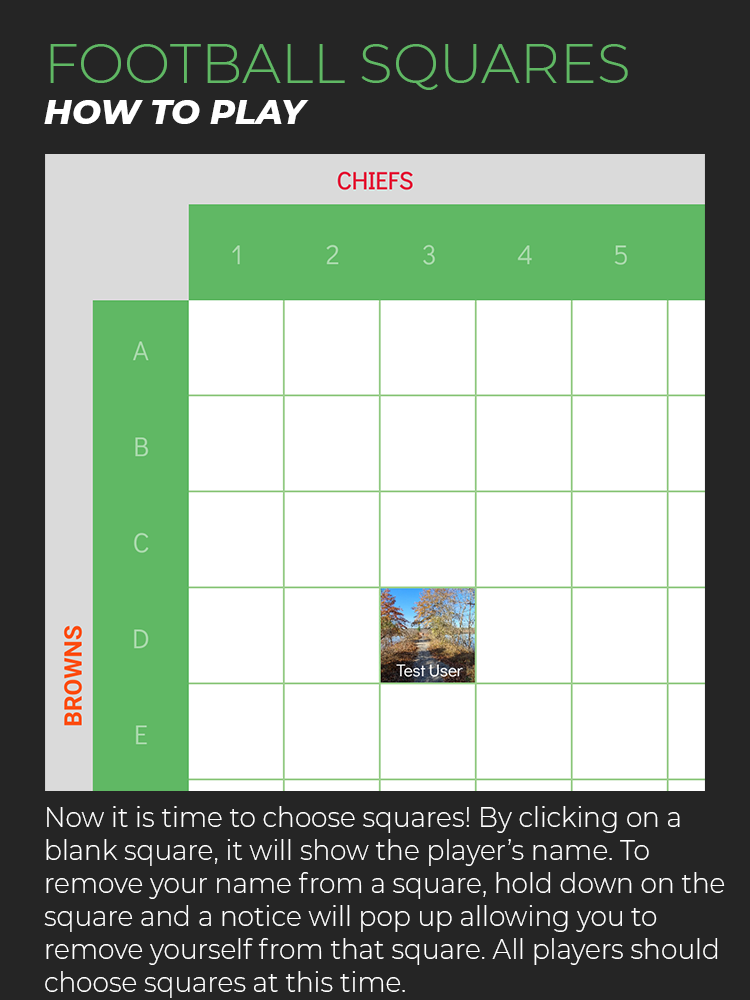 FOOTBALL SQUARES
HOW TO PLAY
CHIEFS
1 2 3 4 5
A
B
C
D
Test User
E
BROWNS
Now it is time to choose squares! By clicking on a
blank square, it will show the player’s name. To
remove your name from a square, hold down on the
square and a notice will pop up allowing you to
remove yourself from that square. All players should
choose squares at this time.